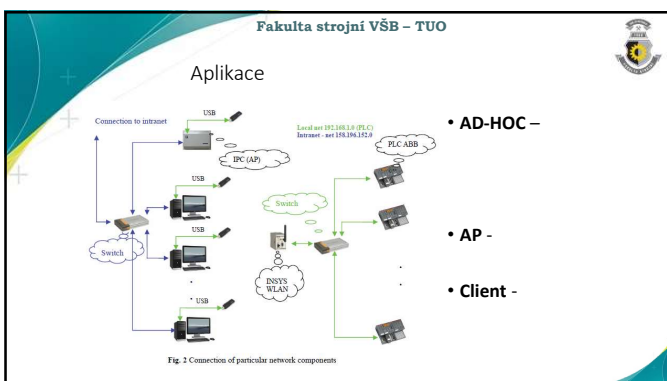 Fakulta strojní VŠB – TUO
Aplikace
Connection to intranet
USB
Local net 192.168.1.0 (PLC)
Intranet - net 158.196.152.0
IPC (AP)
PLC ABB
USB
Switch
USB
Switch
INSYS
WLAN
USB
Fig. 2 Connection of particular network components
• AD-HOC –
• AP -
• Client -